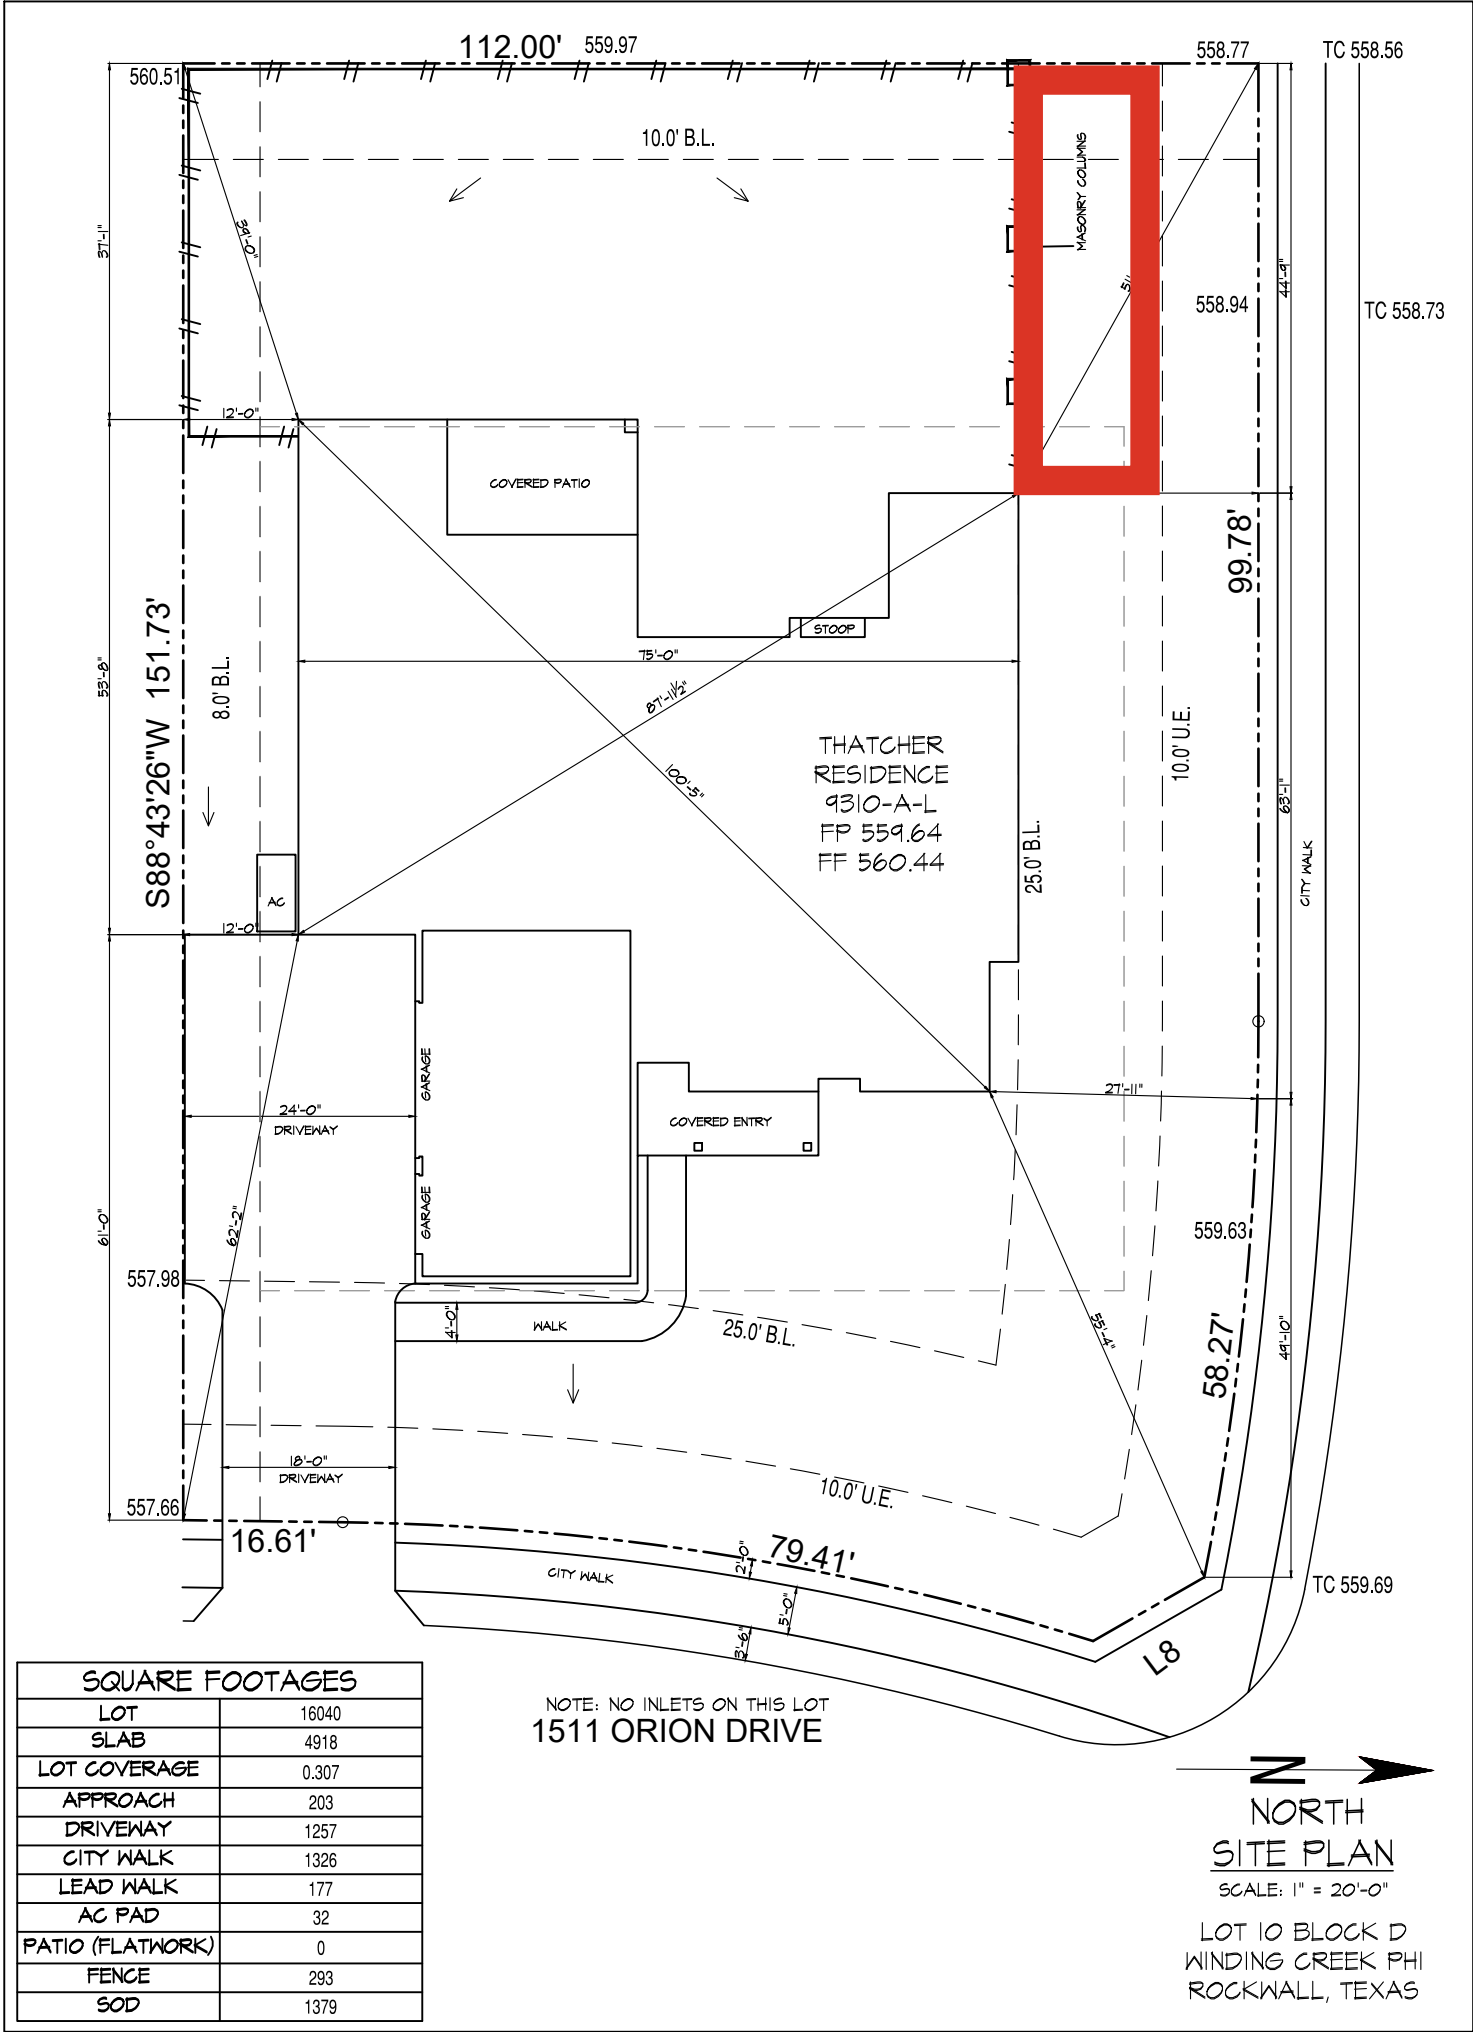 112.00' 559.97
560.51
558.77
TC 558.56
10.0' B.L.
MASONRY COLUMNS
39'-0"
37'-1"
44'-9"
558.94
TC 558.73
12'-0"
COVERED PATIO
99.78'
STOOP
75'-0"
87'-11½"
S88°43'26"W 151.73'
53'-8"
8.0' B.L.
THATCHER
RESIDENCE
9310-A-L
FP 559.64
FF 560.44
100'-5"
10.0' U.E.
63'-1"
25.0' B.L.
CITY WALK
AC
12'-0"
GARAGE
24'-0"
DRIVEWAY
COVERED ENTRY
27'-11"
GARAGE
62'-2"
61'-0"
559.63
557.98
4'-0"
WALK
25.0' B.L.
55'-4"
58.27'
49'-10"
18'-0"
DRIVEWAY
10.0' U.E.
557.66
16.61'
79.41'
2'-0"
CITY WALK
5'-0"
3'-6"
TC 559.69
L8
SQUARE FOOTAGES
LOT 16040
SLAB 4918
LOT COVERAGE 0.307
APPROACH 203
DRIVEWAY 1257
CITY WALK 1326
LEAD WALK 177
AC PAD 32
PATIO (FLATWORK) 0
FENCE 293
SOD 1379
NOTE: NO INLETS ON THIS LOT
1511 ORION DRIVE
N
NORTH
SITE PLAN
SCALE: 1" = 20'-0"
LOT 10 BLOCK D
WINDING CREEK PH1
ROCKWALL, TEXAS